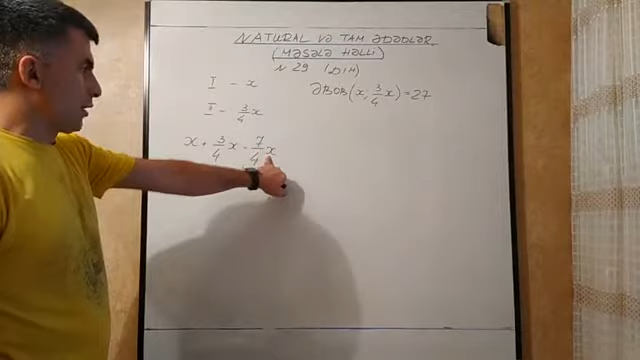 NATURAL VƏ TAM ƏDƏDLƏR
(MƏSƏLƏ HƏLLİ)
N 29 (DİM)
I - x
ƏBOB(x; 3/4 x) = 27
II - 3/4 x
x + 3/4 x = 7/4 x